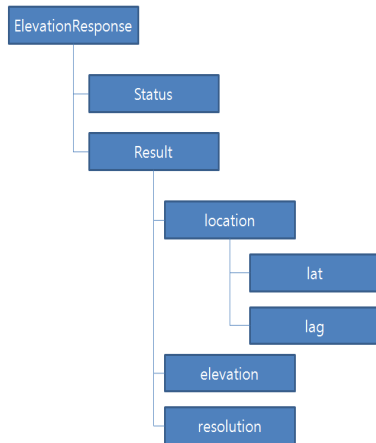 ElevationResponse
Status
Result
location
lat
lag
elevation
resolution